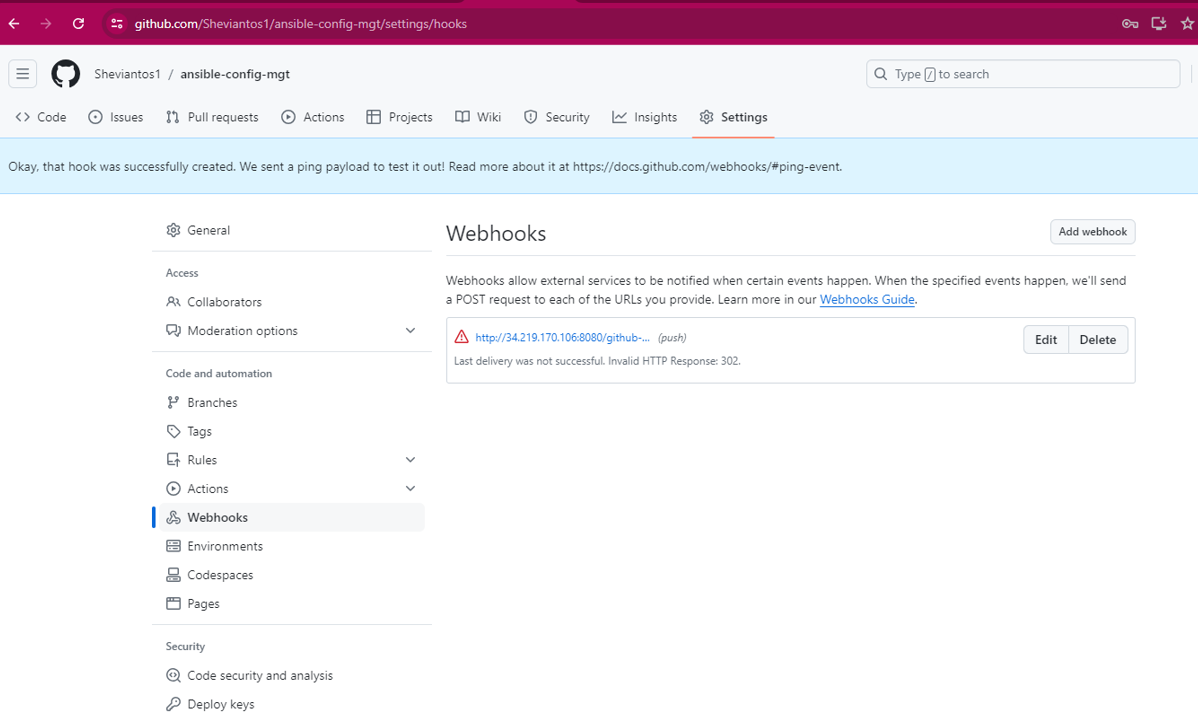 github.com/Sheviantos1/ansible-config-mgt/settings/hooks
Sheviantos1 / ansible-config-mgt
Type / to search
Code Issues Pull requests Actions Projects Wiki Security Insights Settings
Okay, that hook was successfully created. We sent a ping payload to test it out! Read more about it at https://docs.github.com/webhooks/#ping-event.
General
Access
Collaborators
Moderation options
Code and automation
Branches
Tags
Rules
Actions
Webhooks
Environments
Codespaces
Pages
Security
Code security and analysis
Deploy keys
Webhooks
Add webhook
Webhooks allow external services to be notified when certain events happen. When the specified events happen, we'll send
a POST request to each of the URLs you provide. Learn more in our Webhooks Guide.
http://34.219.170.106:8080/github-... (push)
Edit Delete
Last delivery was not successful. Invalid HTTP Response: 302.